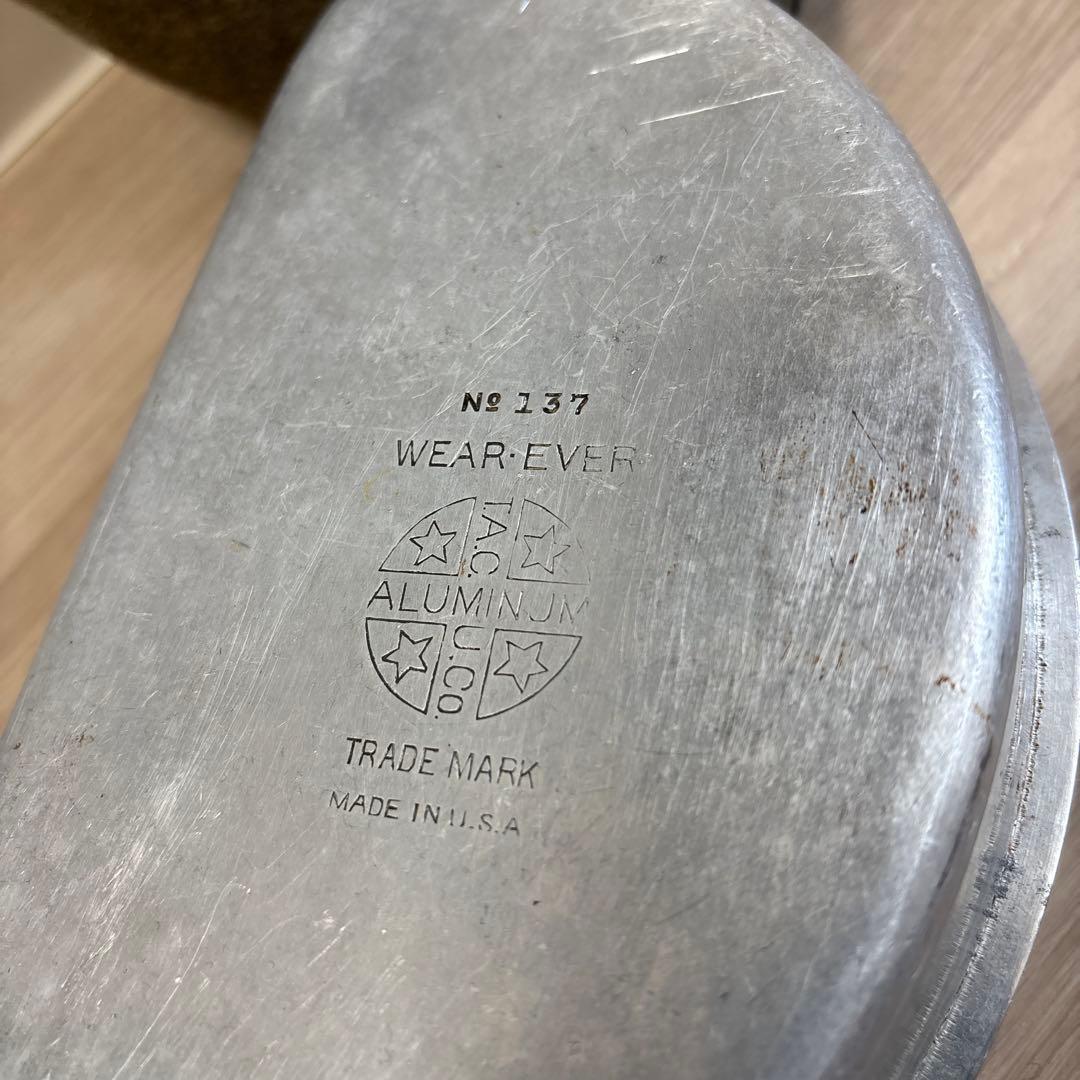 Nº 137
WEAR·EVER
T.A.C.
ALUMINUM
U.CO.
TRADE MARK
MADE IN U.S.A